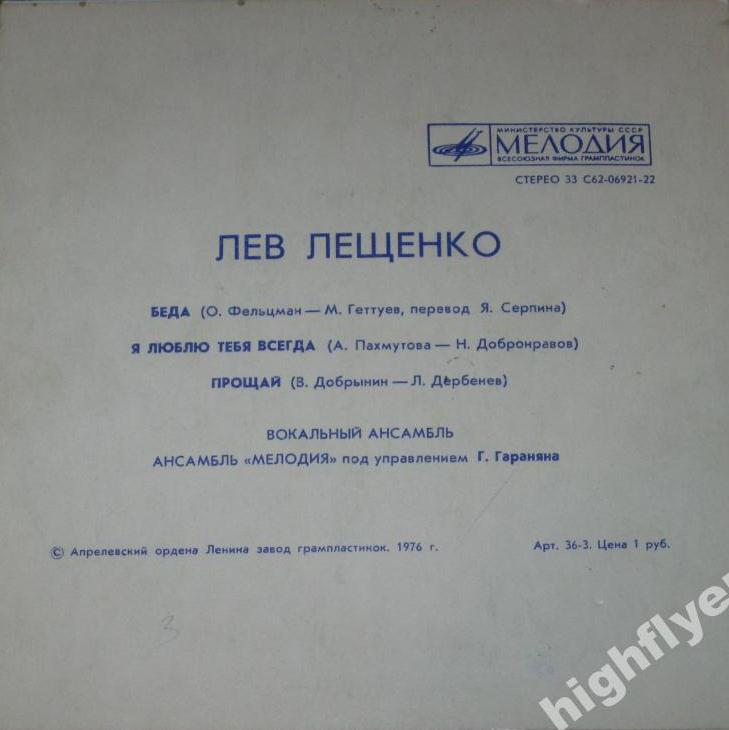 МИНИСТЕРСТВО КУЛЬТУРЫ СССР
МЕЛОДИЯ
ВСЕСОЮЗНАЯ ФИРМА ГРАМПЛАСТИНОК
СТЕРЕО 33 С62-06921-22
ЛЕВ ЛЕЩЕНКО
БЕДА (О. Фельцман — М. Геттуев, перевод Я. Серпина)
Я ЛЮБЛЮ ТЕБЯ ВСЕГДА (А. Пахмутова — Н. Добронравов)
ПРОЩАЙ (В. Добрынин — Л. Дербенев)
ВОКАЛЬНЫЙ АНСАМБЛЬ
АНСАМБЛЬ «МЕЛОДИЯ» под управлением Г. Гараняна
© Апрелевский ордена Ленина завод грампластинок. 1976 г. Арт. 36-3. Цена 1 руб.
3
highflyer